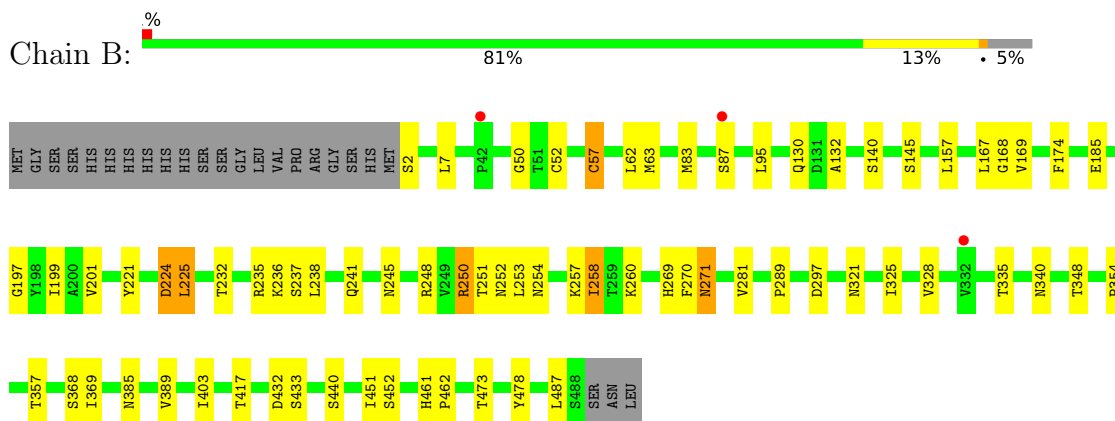 %
Chain B:
81% 13% • 5%
MET GLY SER SER HIS HIS HIS HIS HIS HIS SER SER GLY LEU VAL PRO ARG GLY SER HIS MET S2 L7 P42 G50 T51 C52 C57 L62 M63 M83 S87 L95 Q130 D131 A132 S140 S145 L157 L167 G168 V169 F174 E185
G197 Y198 I199 A200 V201 Y221 D224 L225 T232 R235 K236 S237 L238 Q241 N245 R248 V249 R250 T251 N252 L253 N254 K257 I258 T259 K260 H269 F270 N271 V281 P289 D297 N321 I325 V328 V332 T335 N340 T348
T357 S368 I369 N385 V389 I403 T417 D432 S433 S440 I451 S452 H461 P462 T473 Y478 L487 S488 SER ASN LEU